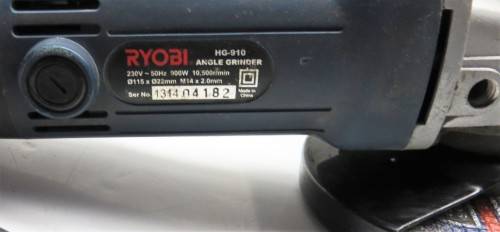 RYOBI HG-910
ANGLE GRINDER
230V ~ 50Hz 900W 10,500r/min
Ø115 x Ø22mm M14 x 2.0mm
Ser No. 1314 04182 Made in China